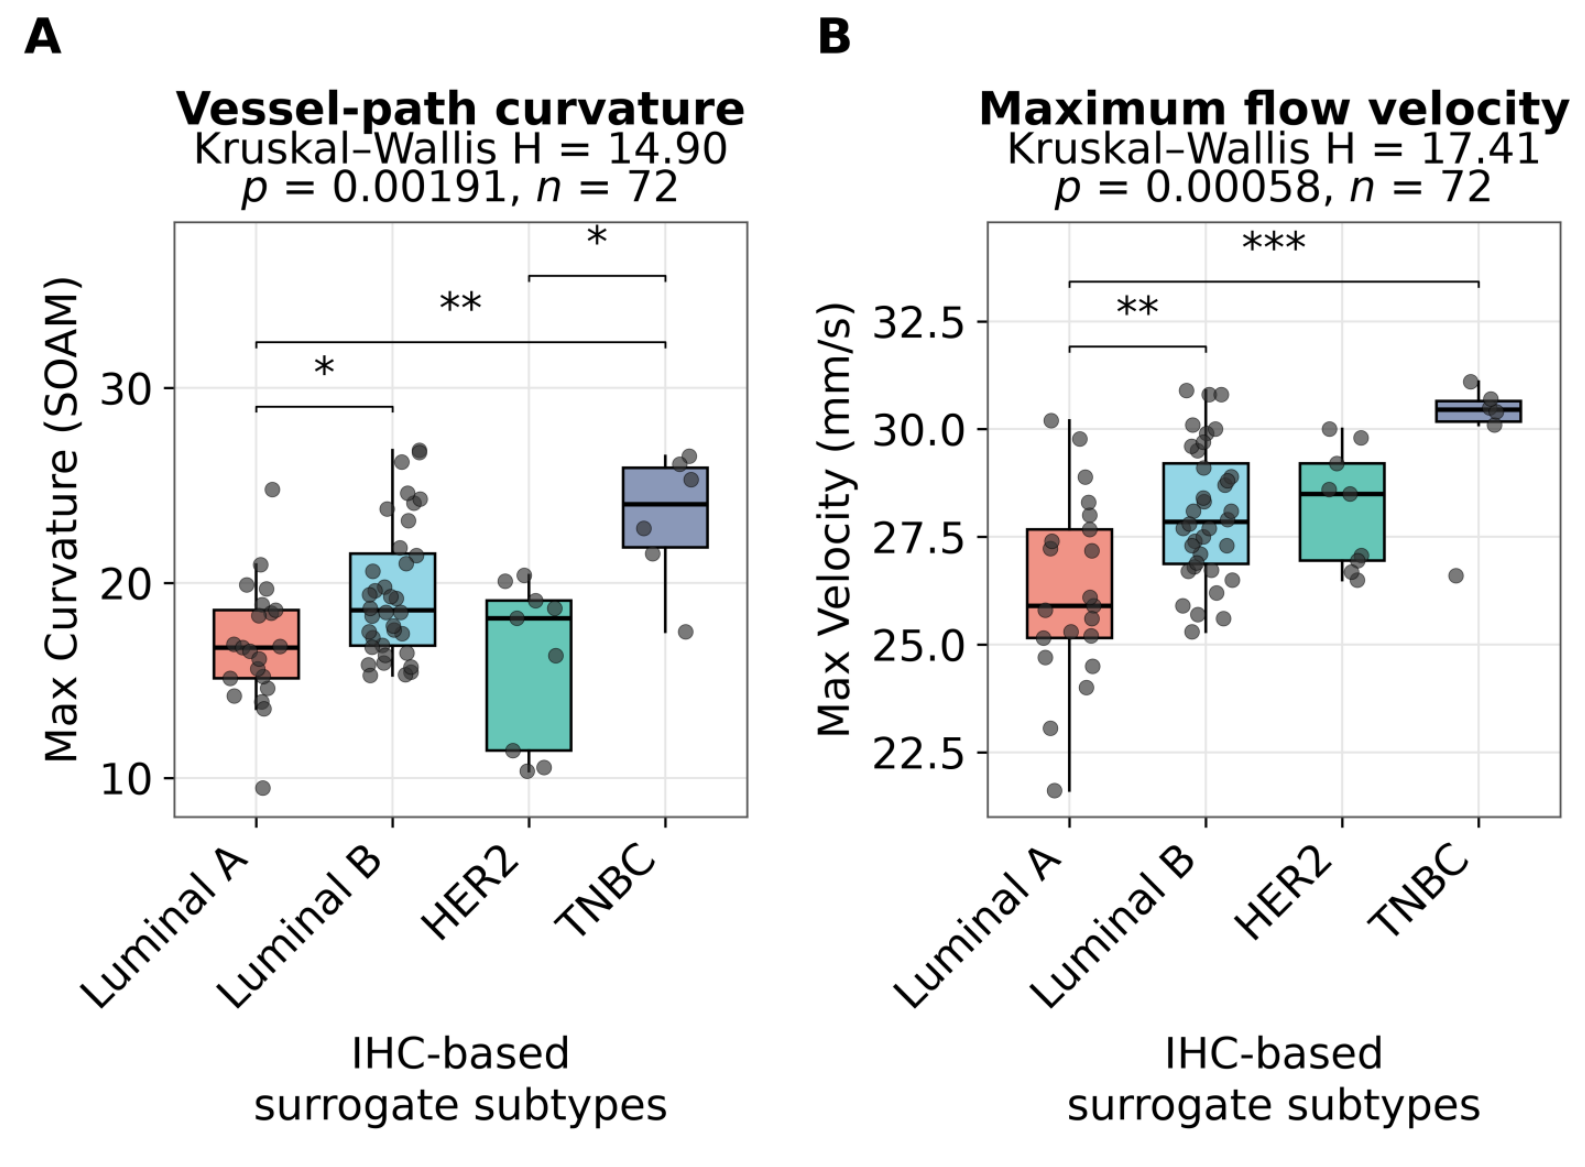 A
Vessel-path curvature
Kruskal–Wallis H = 14.90
p = 0.00191, n = 72
*
**
*
Max Curvature (SOAM)
30
20
10
Luminal A
Luminal B
HER2
TNBC
IHC-based
surrogate subtypes
B
Maximum flow velocity
Kruskal–Wallis H = 17.41
p = 0.00058, n = 72
***
**
Max Velocity (mm/s)
32.5
30.0
27.5
25.0
22.5
Luminal A
Luminal B
HER2
TNBC
IHC-based
surrogate subtypes